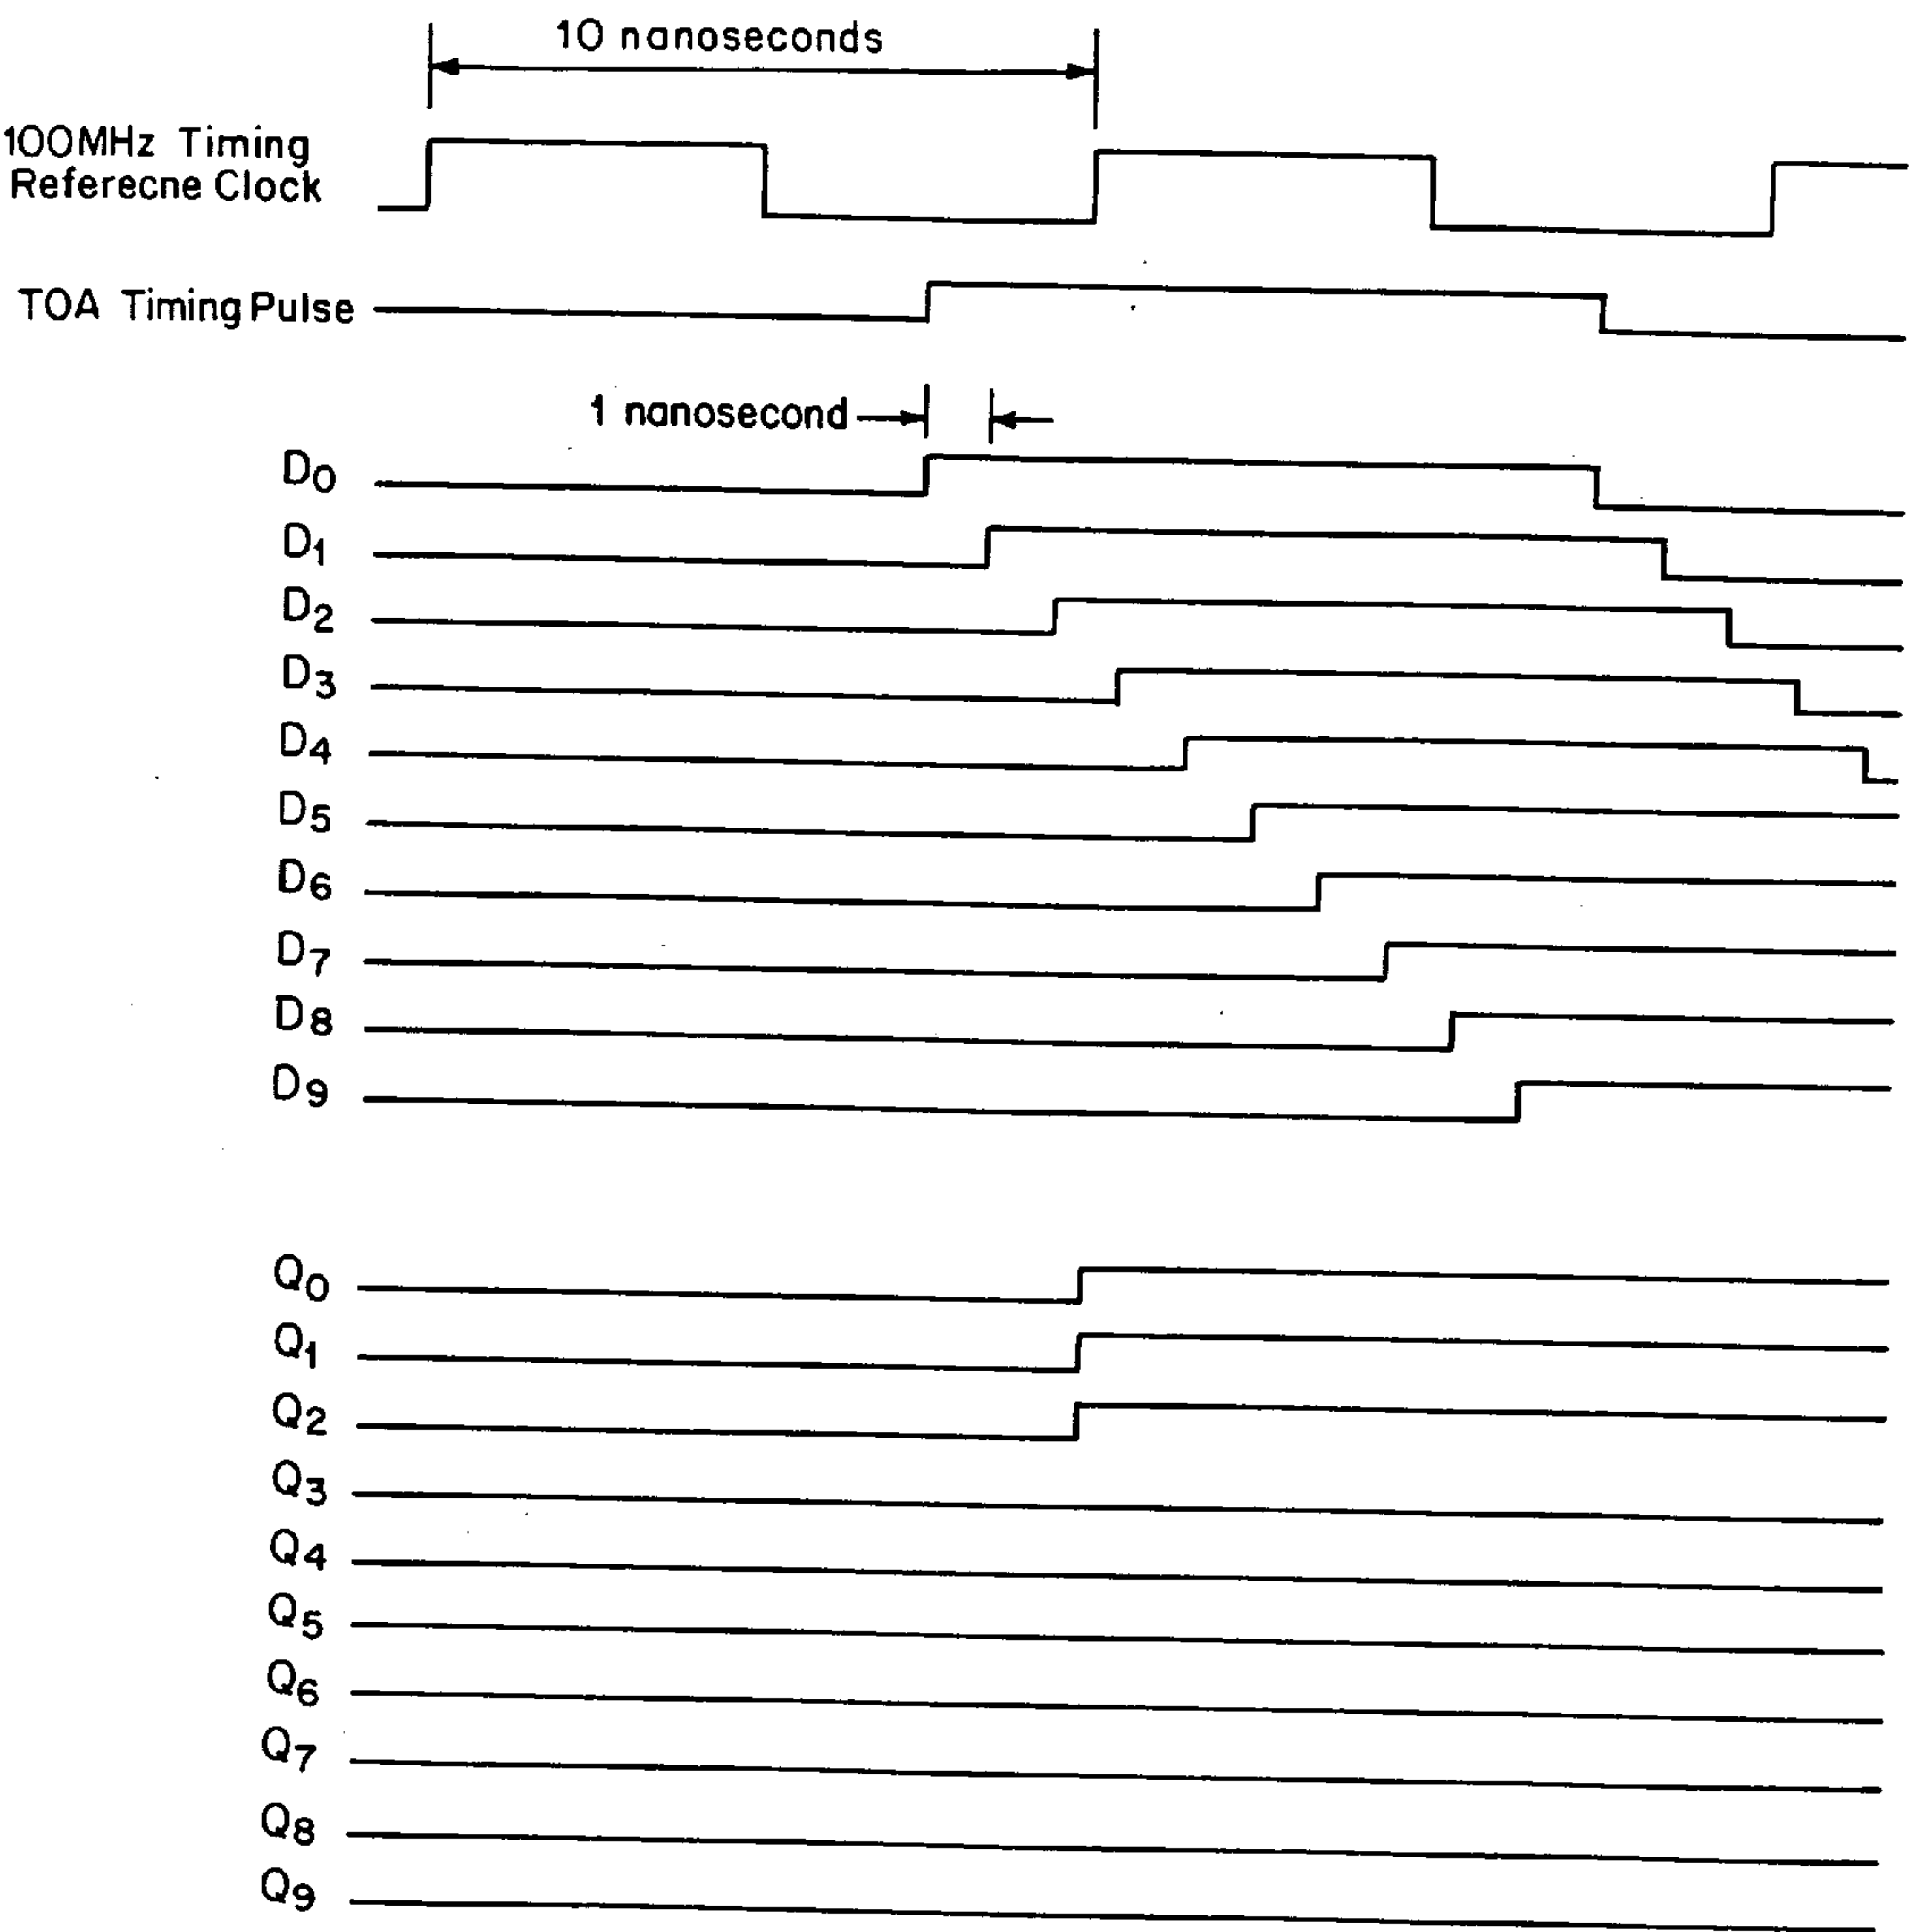 10 nanoseconds
100MHz Timing
Referecne Clock
TOA Timing Pulse
1 nanosecond
D0
D1
D2
D3
D4
D5
D6
D7
D8
D9
Q0
Q1
Q2
Q3
Q4
Q5
Q6
Q7
Q8
Q9